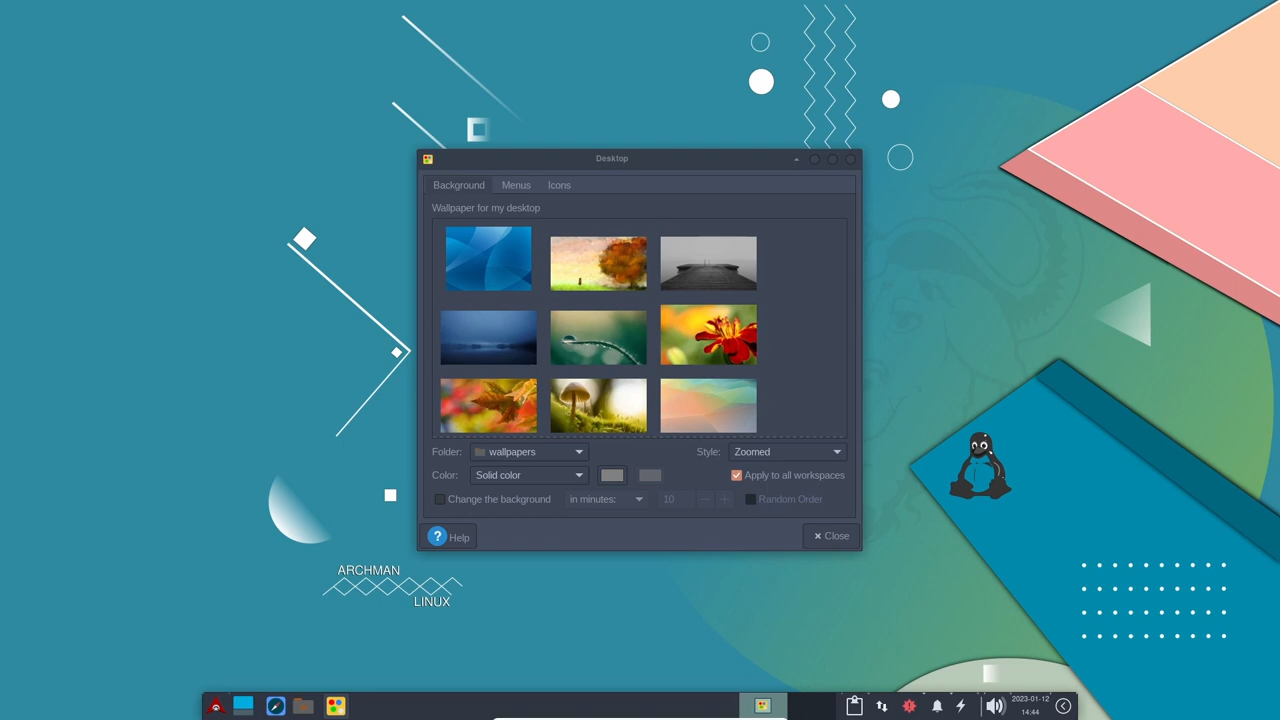 Desktop
Background Menus Icons
Wallpaper for my desktop
Folder: wallpapers Style: Zoomed
Color: Solid color Apply to all workspaces
Change the background in minutes: 10 Random Order
? Help Close
ARCHMAN
LINUX
2023-01-12
14:44